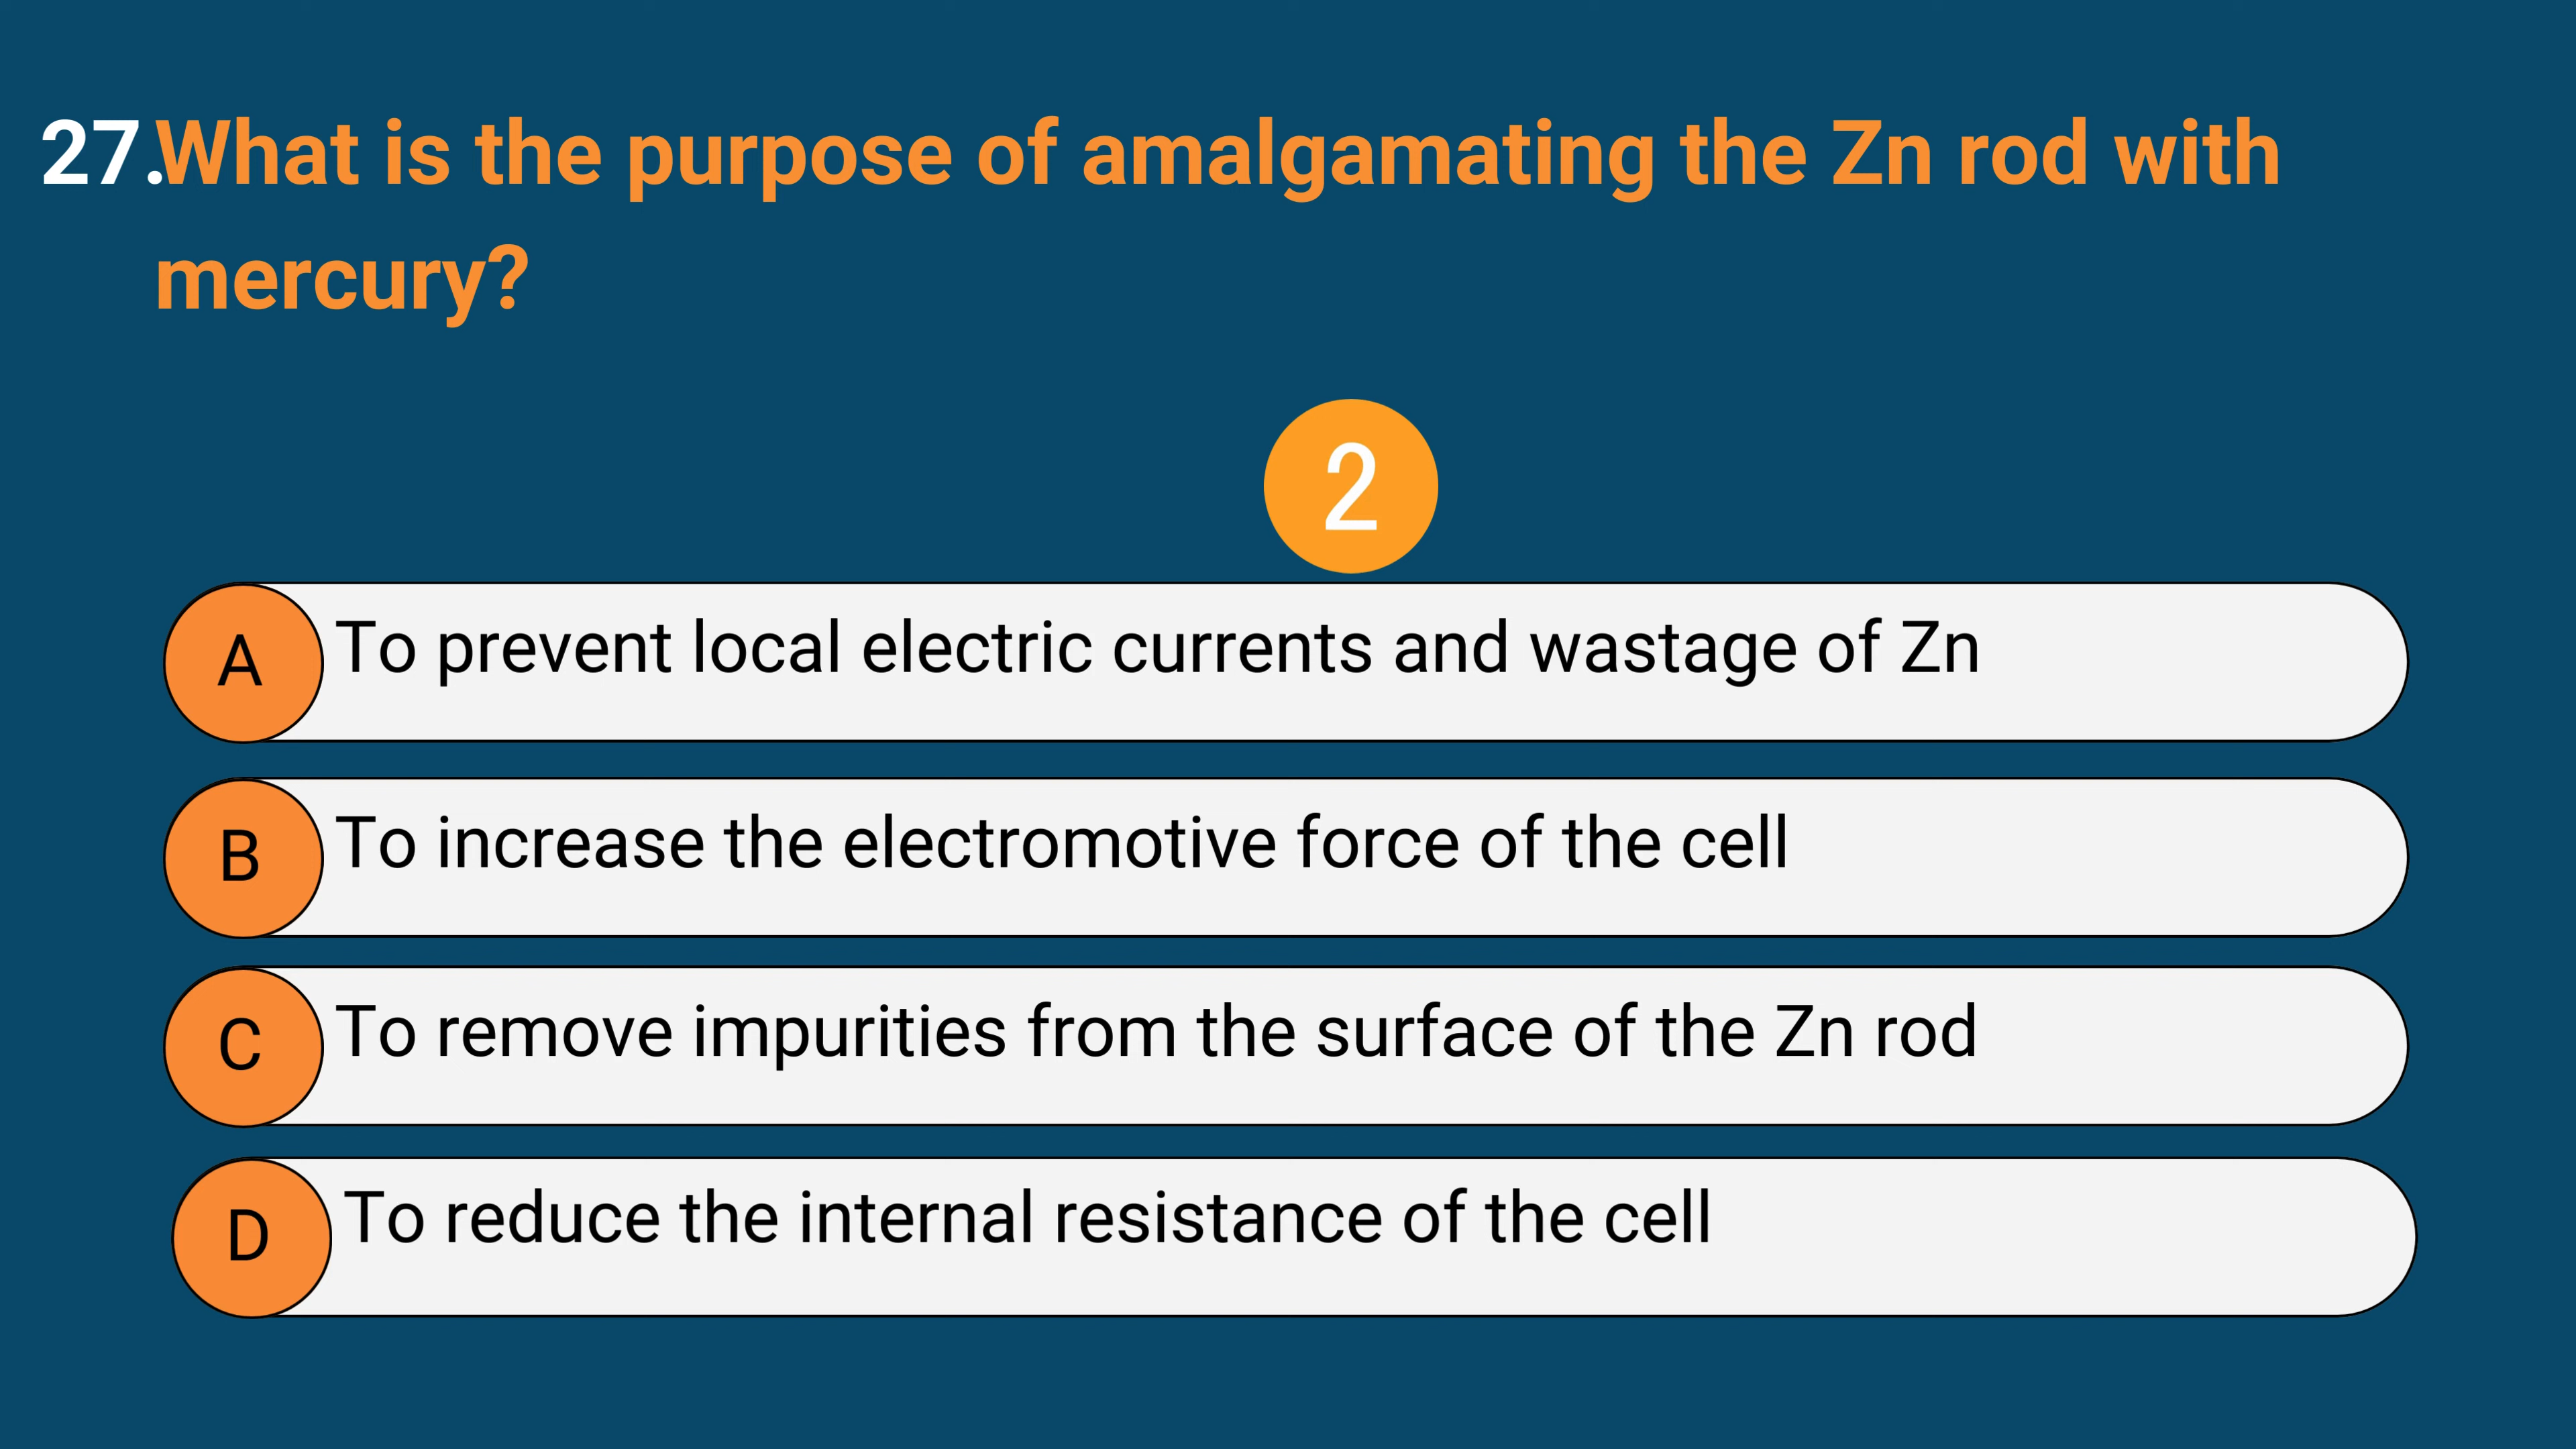 27.What is the purpose of amalgamating the Zn rod with
mercury?
2
A To prevent local electric currents and wastage of Zn
B To increase the electromotive force of the cell
C To remove impurities from the surface of the Zn rod
D To reduce the internal resistance of the cell